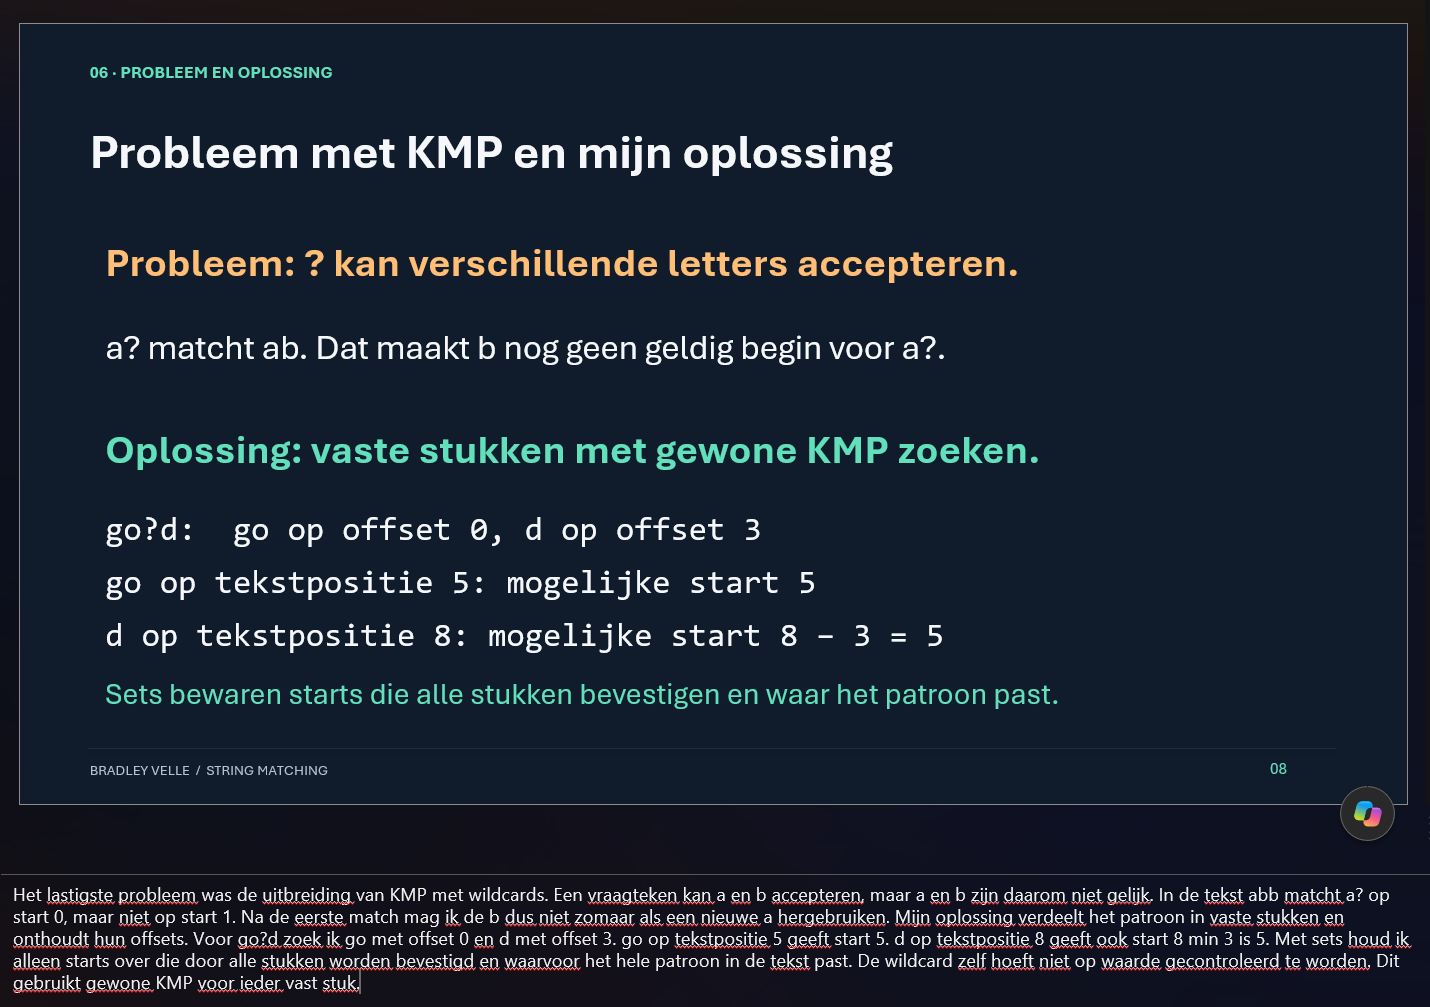 06 · PROBLEEM EN OPLOSSING
Probleem met KMP en mijn oplossing
Probleem: ? kan verschillende letters accepteren.
a? matcht ab. Dat maakt b nog geen geldig begin voor a?.
Oplossing: vaste stukken met gewone KMP zoeken.
go?d:  go op offset 0, d op offset 3
go op tekstpositie 5: mogelijke start 5
d op tekstpositie 8: mogelijke start 8 – 3 = 5
Sets bewaren starts die alle stukken bevestigen en waar het patroon past.
BRADLEY VELLE / STRING MATCHING
08
Het lastigste probleem was de uitbreiding van KMP met wildcards. Een vraagteken kan a en b accepteren, maar a en b zijn daarom niet gelijk. In de tekst abb matcht a? op
start 0, maar niet op start 1. Na de eerste match mag ik de b dus niet zomaar als een nieuwe a hergebruiken. Mijn oplossing verdeelt het patroon in vaste stukken en
onthoudt hun offsets. Voor go?d zoek ik go met offset 0 en d met offset 3. go op tekstpositie 5 geeft start 5. d op tekstpositie 8 geeft ook start 8 min 3 is 5. Met sets houd ik
alleen starts over die door alle stukken worden bevestigd en waarvoor het hele patroon in de tekst past. De wildcard zelf hoeft niet op waarde gecontroleerd te worden. Dit
gebruikt gewone KMP voor ieder vast stuk.